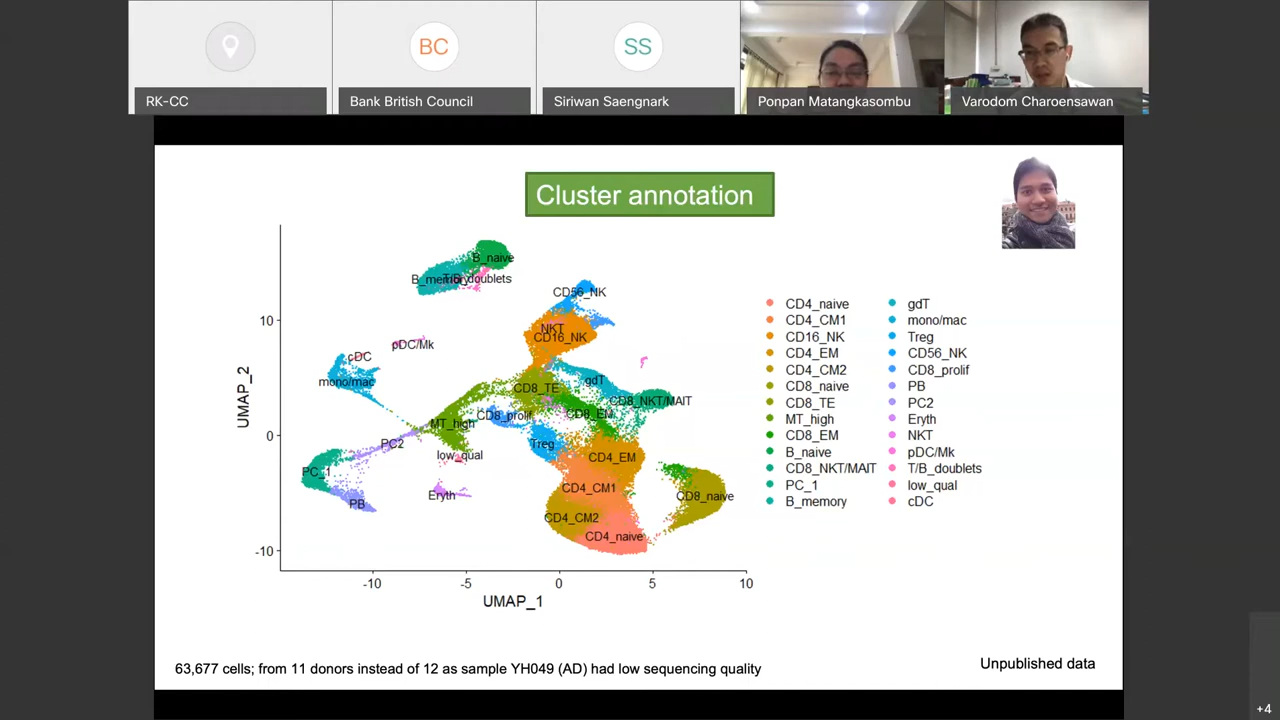 RK-CC
BC
Bank British Council
SS
Siriwan Saengnark
Ponpan Matangkasombu
Varodom Charoensawan
Cluster annotation
B_naive
B_memory
T/B_doublets
CD56_NK
NKT
CD16_NK
pDC/Mk
cDC
mono/mac
gdT
CD8_TE
CD8_NKT/MAIT
CD8_prolif
CD8_EM
MT_high
PC2
Treg
low_qual
CD4_EM
PC_1
CD4_CM1
Eryth
CD8_naive
PB
CD4_CM2
CD4_naive
10
0
-10
UMAP_2
-10
-5
0
5
10
UMAP_1
CD4_naive
CD4_CM1
CD16_NK
CD4_EM
CD4_CM2
CD8_naive
CD8_TE
MT_high
CD8_EM
B_naive
CD8_NKT/MAIT
PC_1
B_memory
gdT
mono/mac
Treg
CD56_NK
CD8_prolif
PB
PC2
Eryth
NKT
pDC/Mk
T/B_doublets
low_qual
cDC
63,677 cells; from 11 donors instead of 12 as sample YH049 (AD) had low sequencing quality
Unpublished data
+4